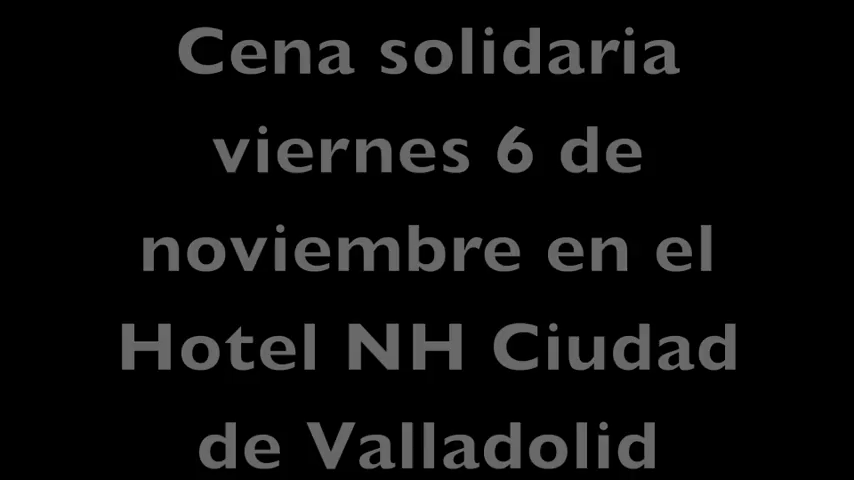 Cena solidaria
viernes 6 de
noviembre en el
Hotel NH Ciudad
de Valladolid